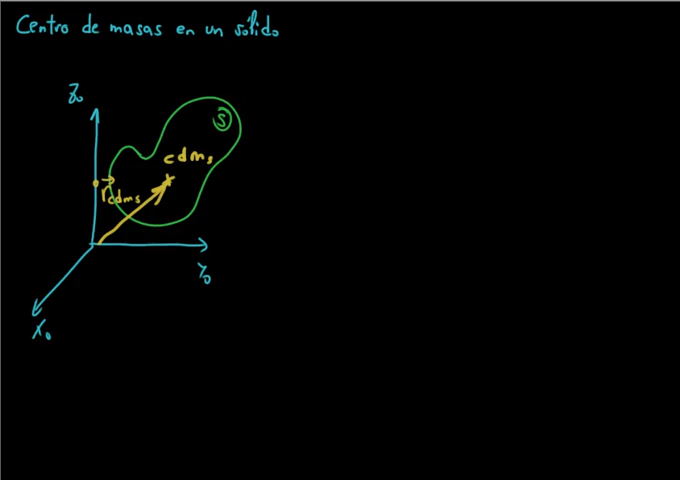 Centro de masas en un sólido
Z₀
S
cdmₛ
r⃗cdmₛ
Y₀
X₀